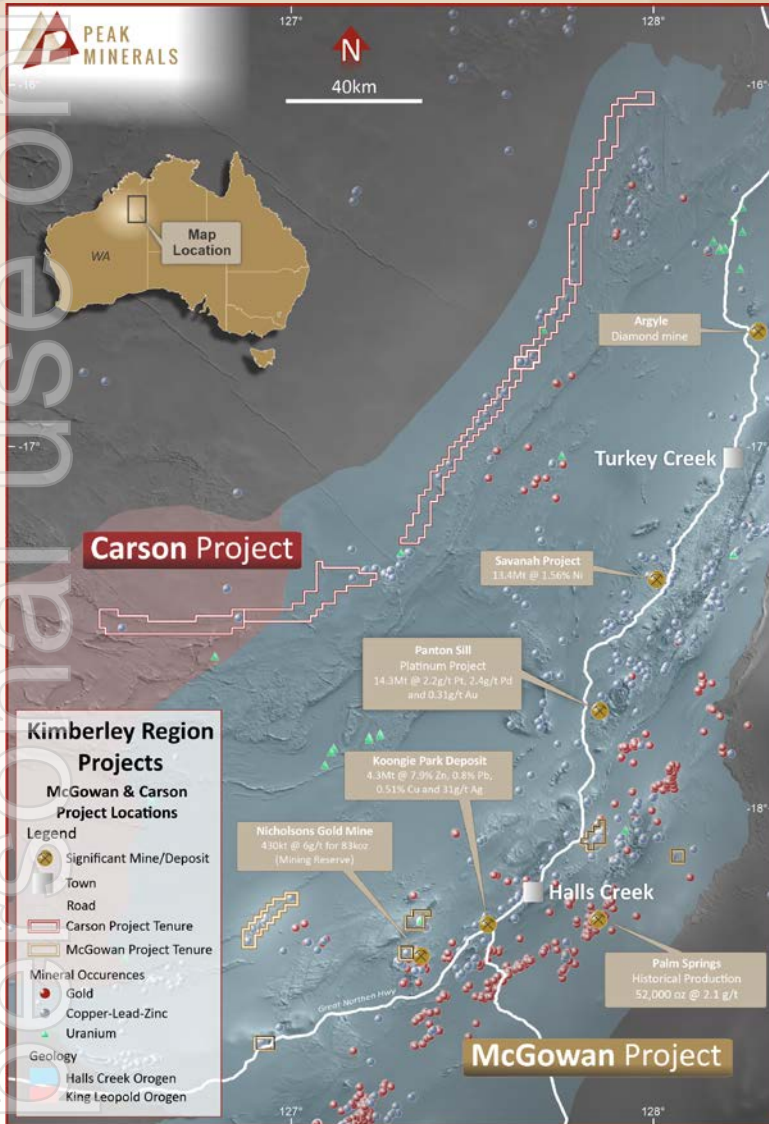 PEAK
MINERALS
127°
128°
N
40km
-16°
-16°
WA
Map
Location
Argyle
Diamond mine
-17°
-17°
Turkey Creek
Carson Project
Savanah Project
13.4Mt @ 1.56% Ni
Panton Sill
Platinum Project
14.3Mt @ 2.2g/t Pt, 2.4g/t Pd
and 0.31g/t Au
Koongie Park Deposit
4.3Mt @ 7.9% Zn, 0.8% Pb,
0.51% Cu and 31g/t Ag
-18°
Nicholsons Gold Mine
430kt @ 6g/t for 83koz
(Mining Reserve)
Halls Creek
Palm Springs
Historical Production
52,000 oz @ 2.1 g/t
Great Northen Hwy
McGowan Project
Kimberley Region
Projects
McGowan & Carson
Project Locations
Legend
Significant Mine/Deposit
Town
Road
Carson Project Tenure
McGowan Project Tenure
Mineral Occurences
Gold
Copper-Lead-Zinc
Uranium
Geology
Halls Creek Orogen
King Leopold Orogen
127°
128°
personal use on